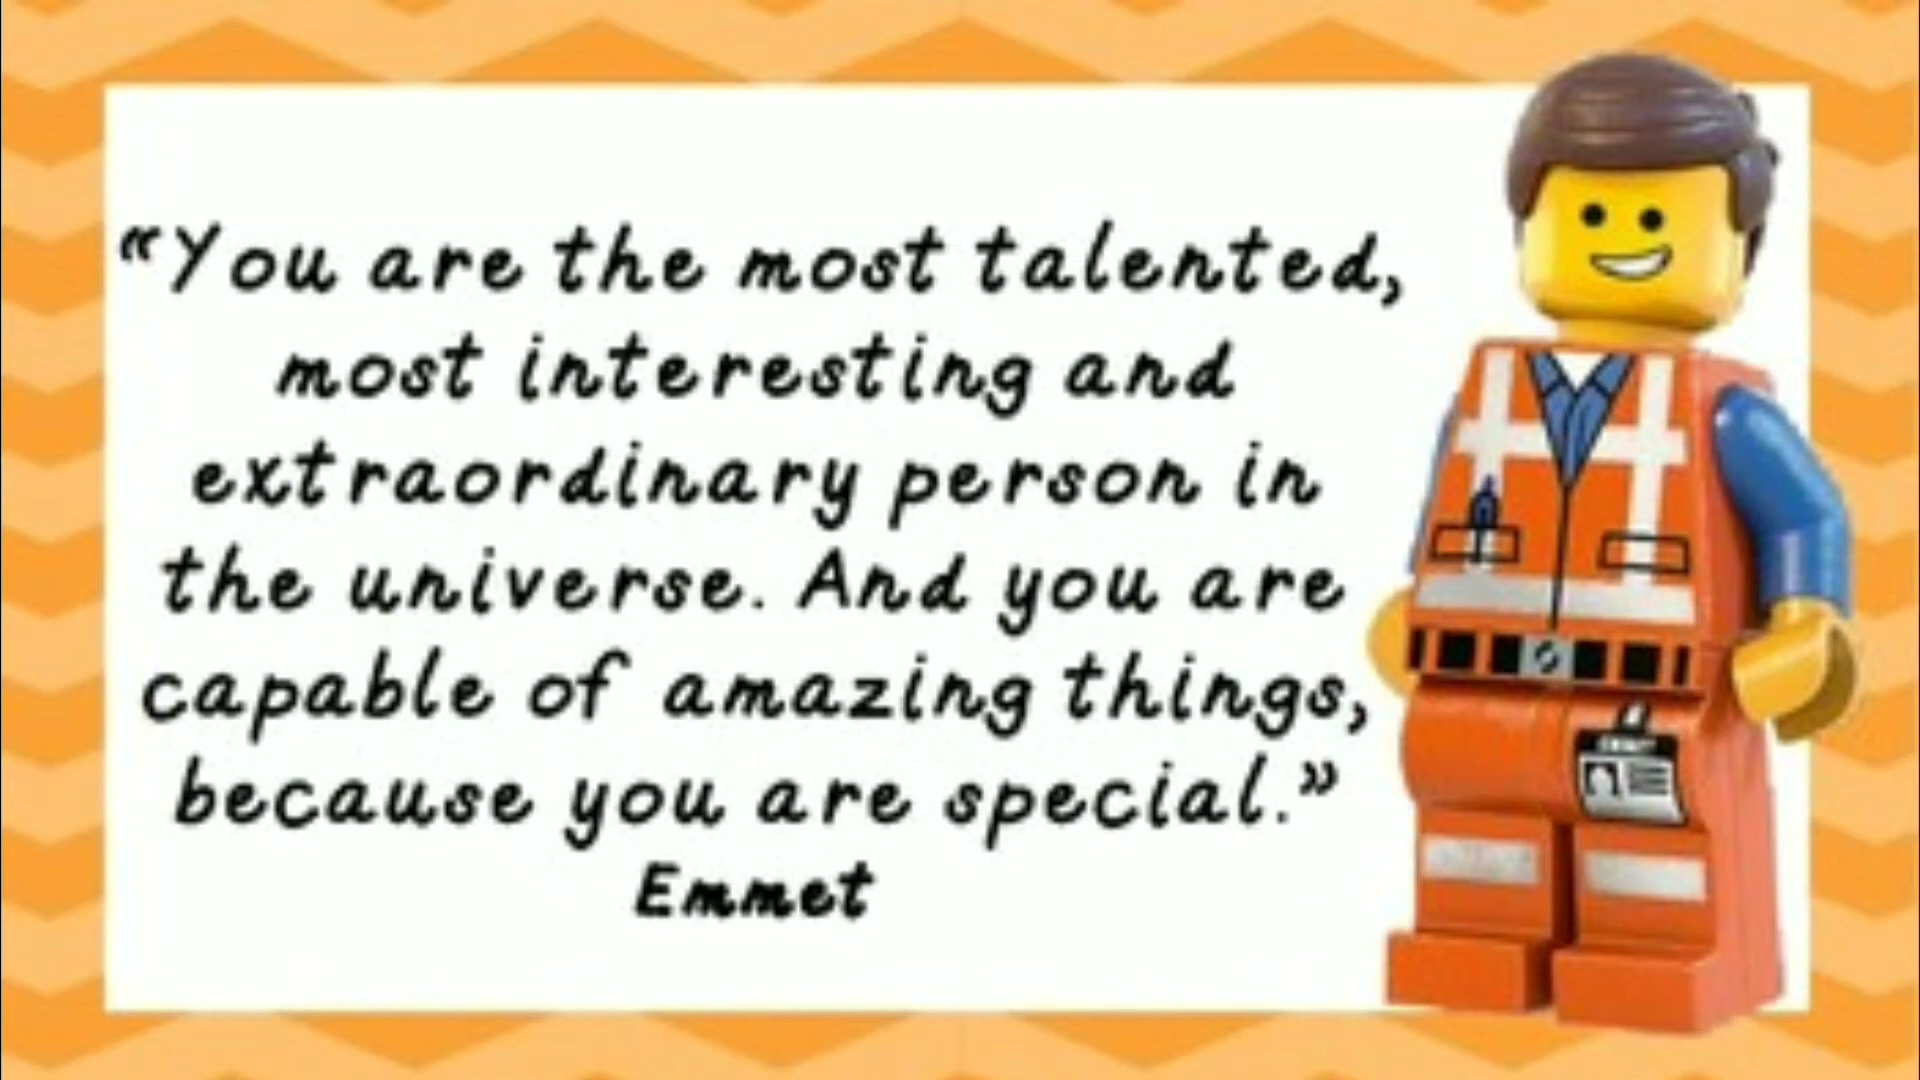 “You are the most talented,
most interesting and
extraordinary person in
the universe. And you are
capable of amazing things,
because you are special.”
Emmet